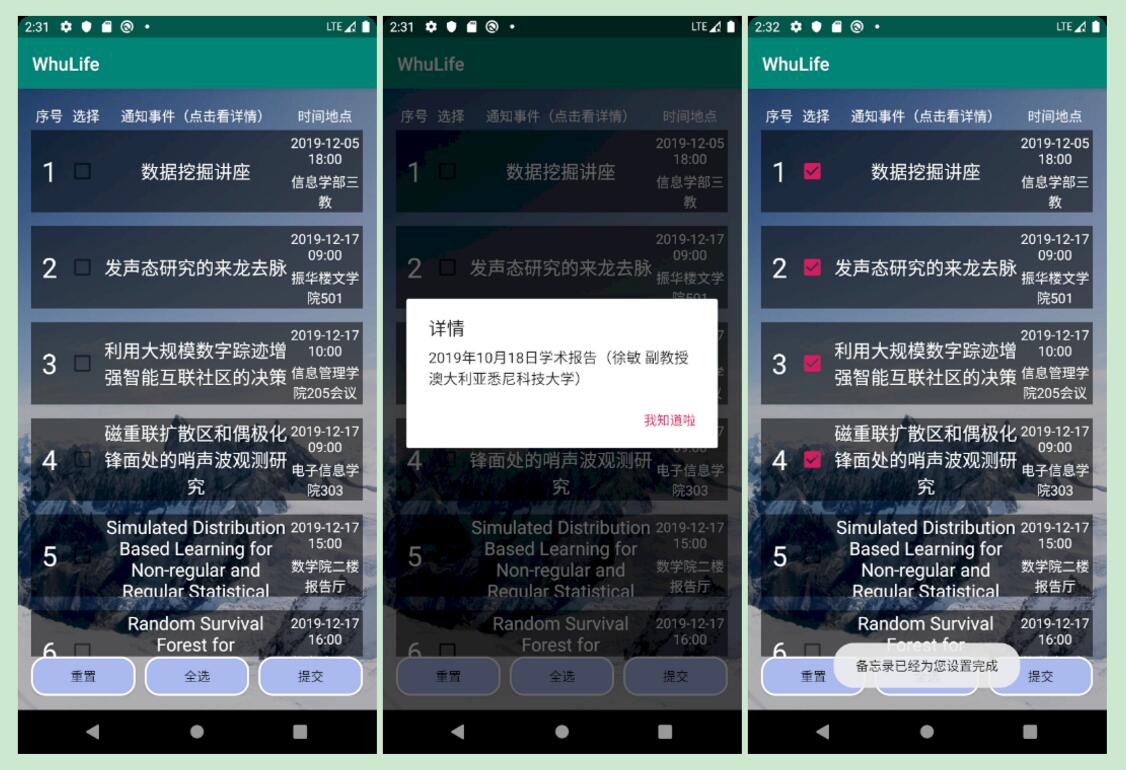 2:31
LTE
WhuLife
序号 选择 通知事件（点击看详情） 时间地点
1
数据挖掘讲座
2019-12-05
18:00
信息学部三
教
2
发声态研究的来龙去脉
2019-12-17
09:00
振华楼文学
院501
3
利用大规模数字踪迹增
强智能互联社区的决策
2019-12-17
10:00
信息管理学
院205会议
4
磁重联扩散区和偶极化
锋面处的哨声波观测研
究
2019-12-17
09:00
电子信息学
院303
5
Simulated Distribution
Based Learning for
Non-regular and
Regular Statistical
2019-12-17
15:00
数学院二楼
报告厅
6
Random Survival
Forest for
2019-12-17
16:00
重置 全选 提交
2:31
LTE
WhuLife
序号 选择 通知事件（点击看详情） 时间地点
1
数据挖掘讲座
2019-12-05
18:00
信息学部三
教
2
发声态研究的来龙去脉
2019-12-17
09:00
振华楼文学
院501
详情
2019年10月18日学术报告（徐敏 副教授
澳大利亚悉尼科技大学）
我知道啦
4
锋面处的哨声波观测研
究
09:00
电子信息学
院303
5
Simulated Distribution
Based Learning for
Non-regular and
Regular Statistical
2019-12-17
15:00
数学院二楼
报告厅
6
Random Survival
Forest for
2019-12-17
16:00
重置 全选 提交
2:32
LTE
WhuLife
序号 选择 通知事件（点击看详情） 时间地点
1
数据挖掘讲座
2019-12-05
18:00
信息学部三
教
2
发声态研究的来龙去脉
2019-12-17
09:00
振华楼文学
院501
3
利用大规模数字踪迹增
强智能互联社区的决策
2019-12-17
10:00
信息管理学
院205会议
4
磁重联扩散区和偶极化
锋面处的哨声波观测研
究
2019-12-17
09:00
电子信息学
院303
5
Simulated Distribution
Based Learning for
Non-regular and
Regular Statistical
2019-12-17
15:00
数学院二楼
报告厅
6
Random Survival
Forest for
2019-12-17
16:00
备忘录已经为您设置完成
重置 提交